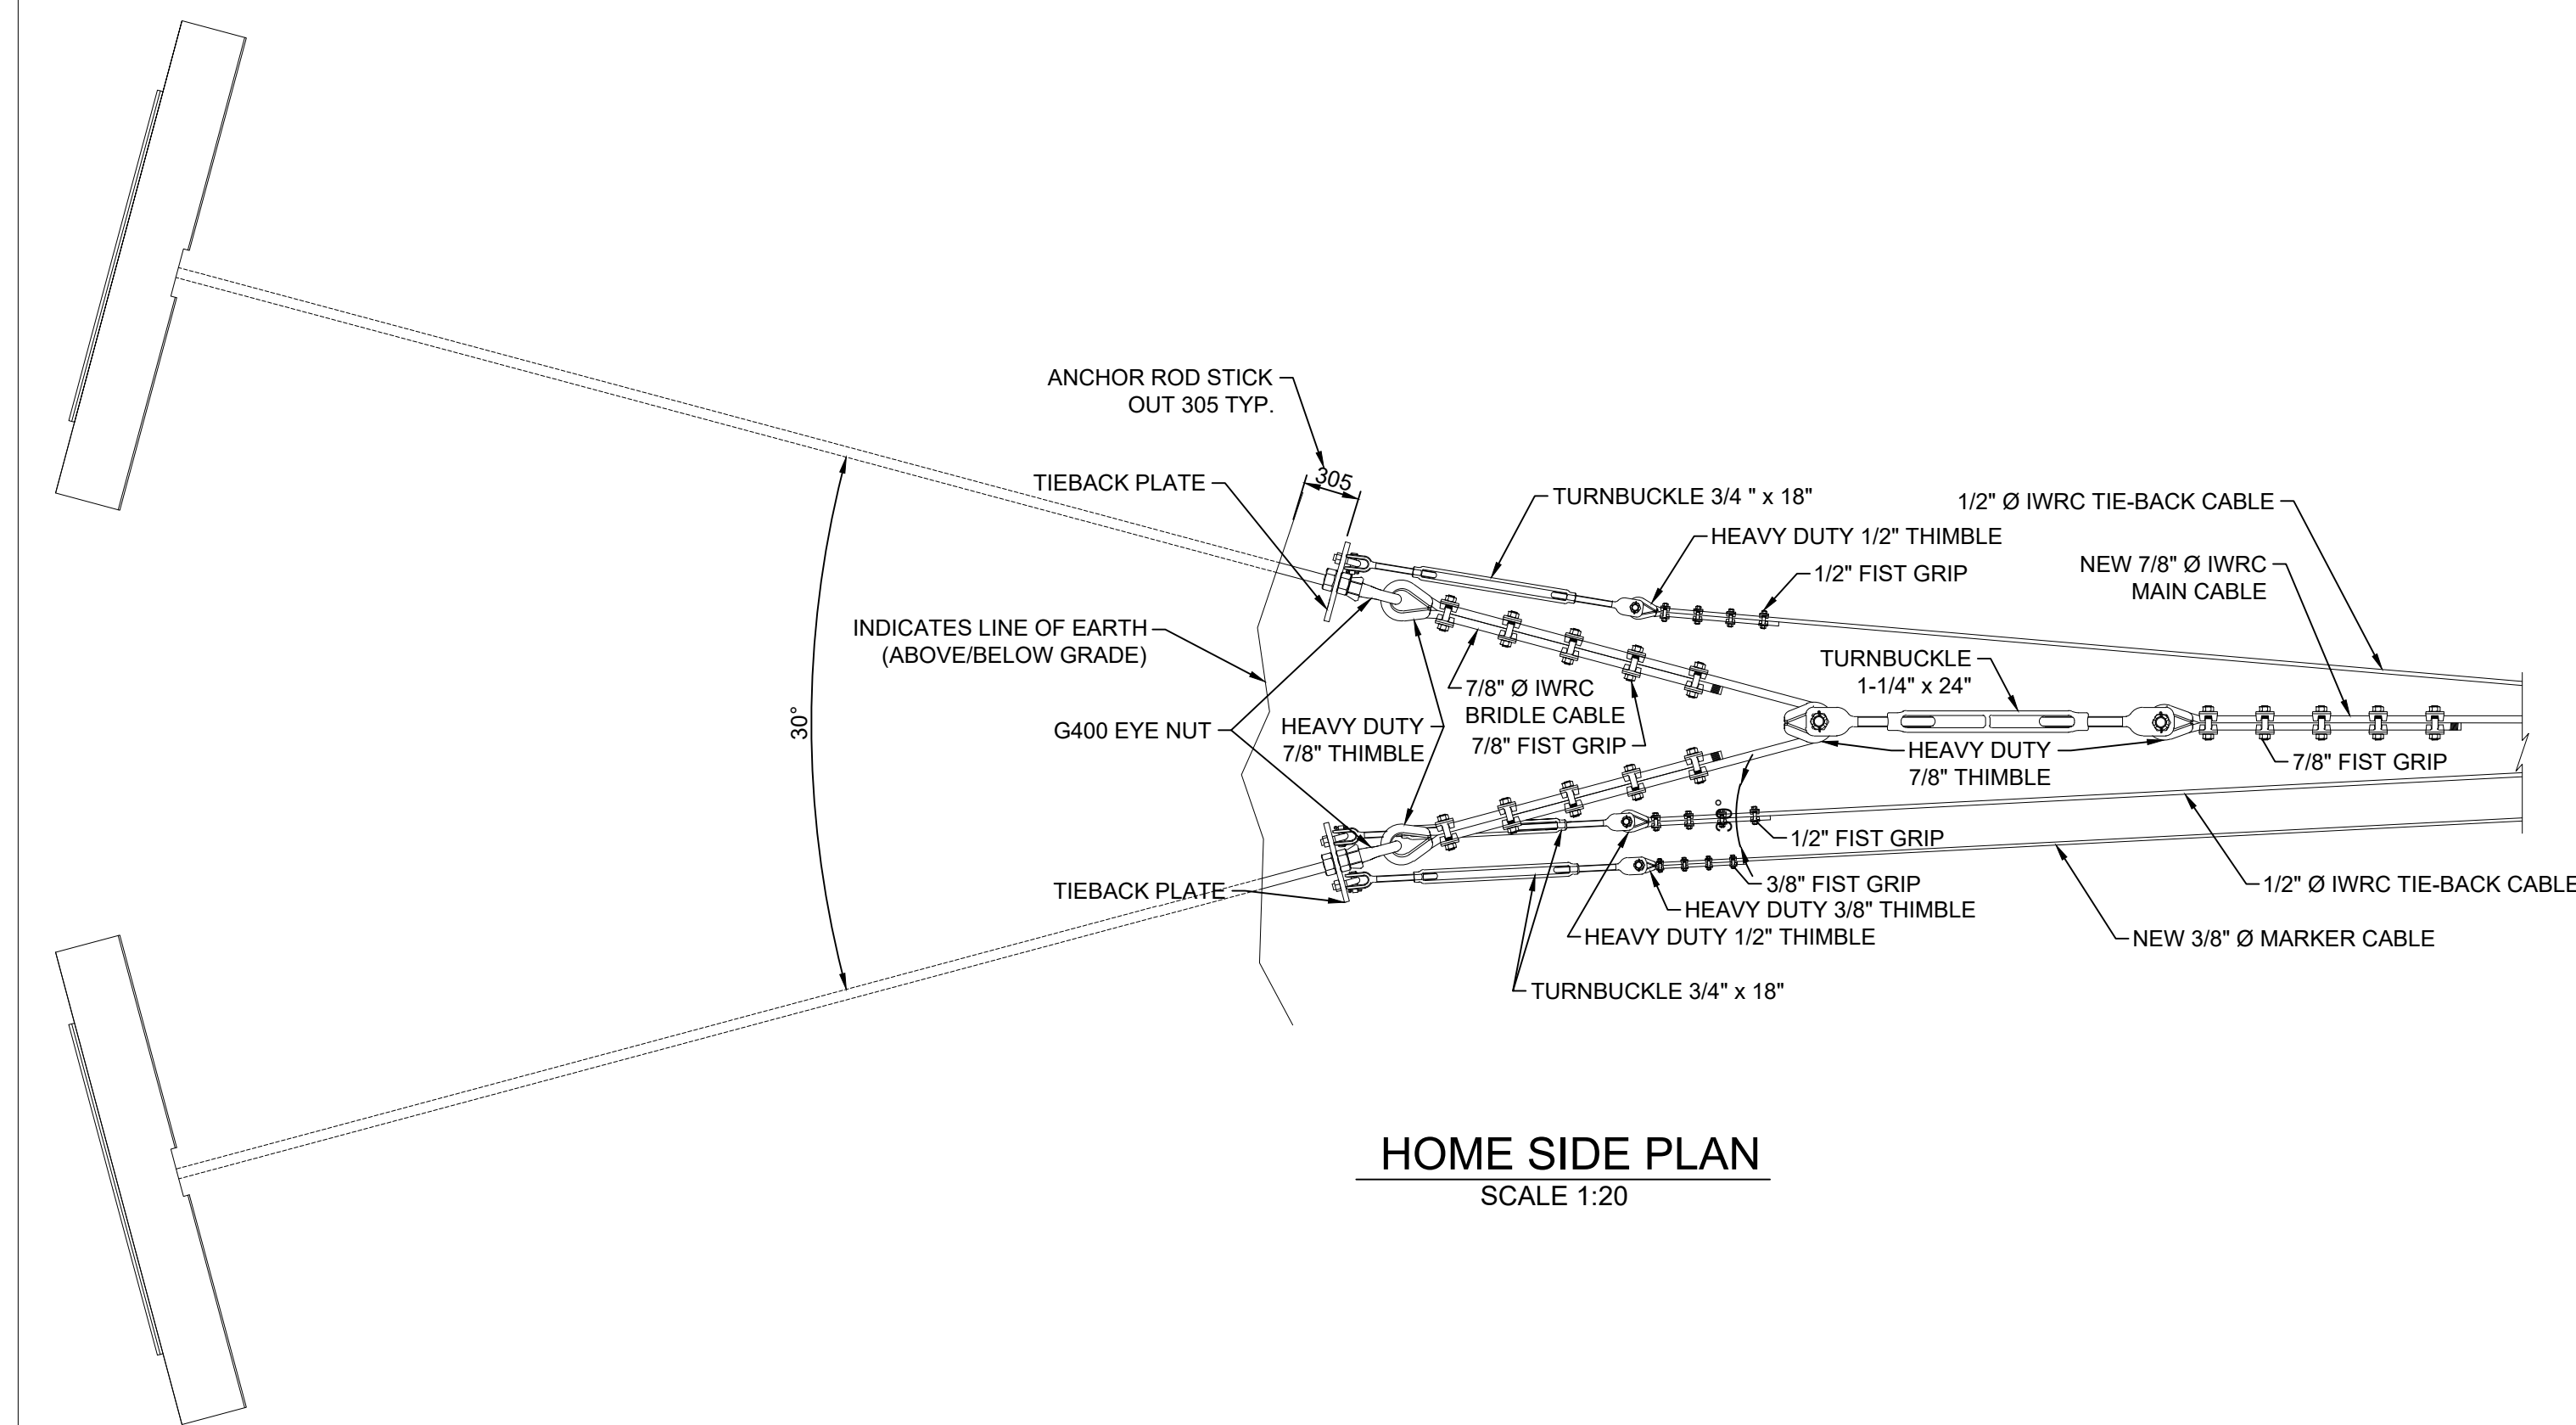 ANCHOR ROD STICK
OUT 305 TYP.
305
TIEBACK PLATE
TURNBUCKLE 3/4 " x 18"
1/2" Ø IWRC TIE-BACK CABLE
HEAVY DUTY 1/2" THIMBLE
1/2" FIST GRIP
NEW 7/8" Ø IWRC
MAIN CABLE
INDICATES LINE OF EARTH
(ABOVE/BELOW GRADE)
TURNBUCKLE
1-1/4" x 24"
7/8" Ø IWRC
BRIDLE CABLE
7/8" FIST GRIP
30°
G400 EYE NUT
HEAVY DUTY
7/8" THIMBLE
HEAVY DUTY
7/8" THIMBLE
7/8" FIST GRIP
1/2" FIST GRIP
TIEBACK PLATE
3/8" FIST GRIP
1/2" Ø IWRC TIE-BACK CABLE
HEAVY DUTY 3/8" THIMBLE
HEAVY DUTY 1/2" THIMBLE
NEW 3/8" Ø MARKER CABLE
TURNBUCKLE 3/4" x 18"
HOME SIDE PLAN
SCALE 1:20